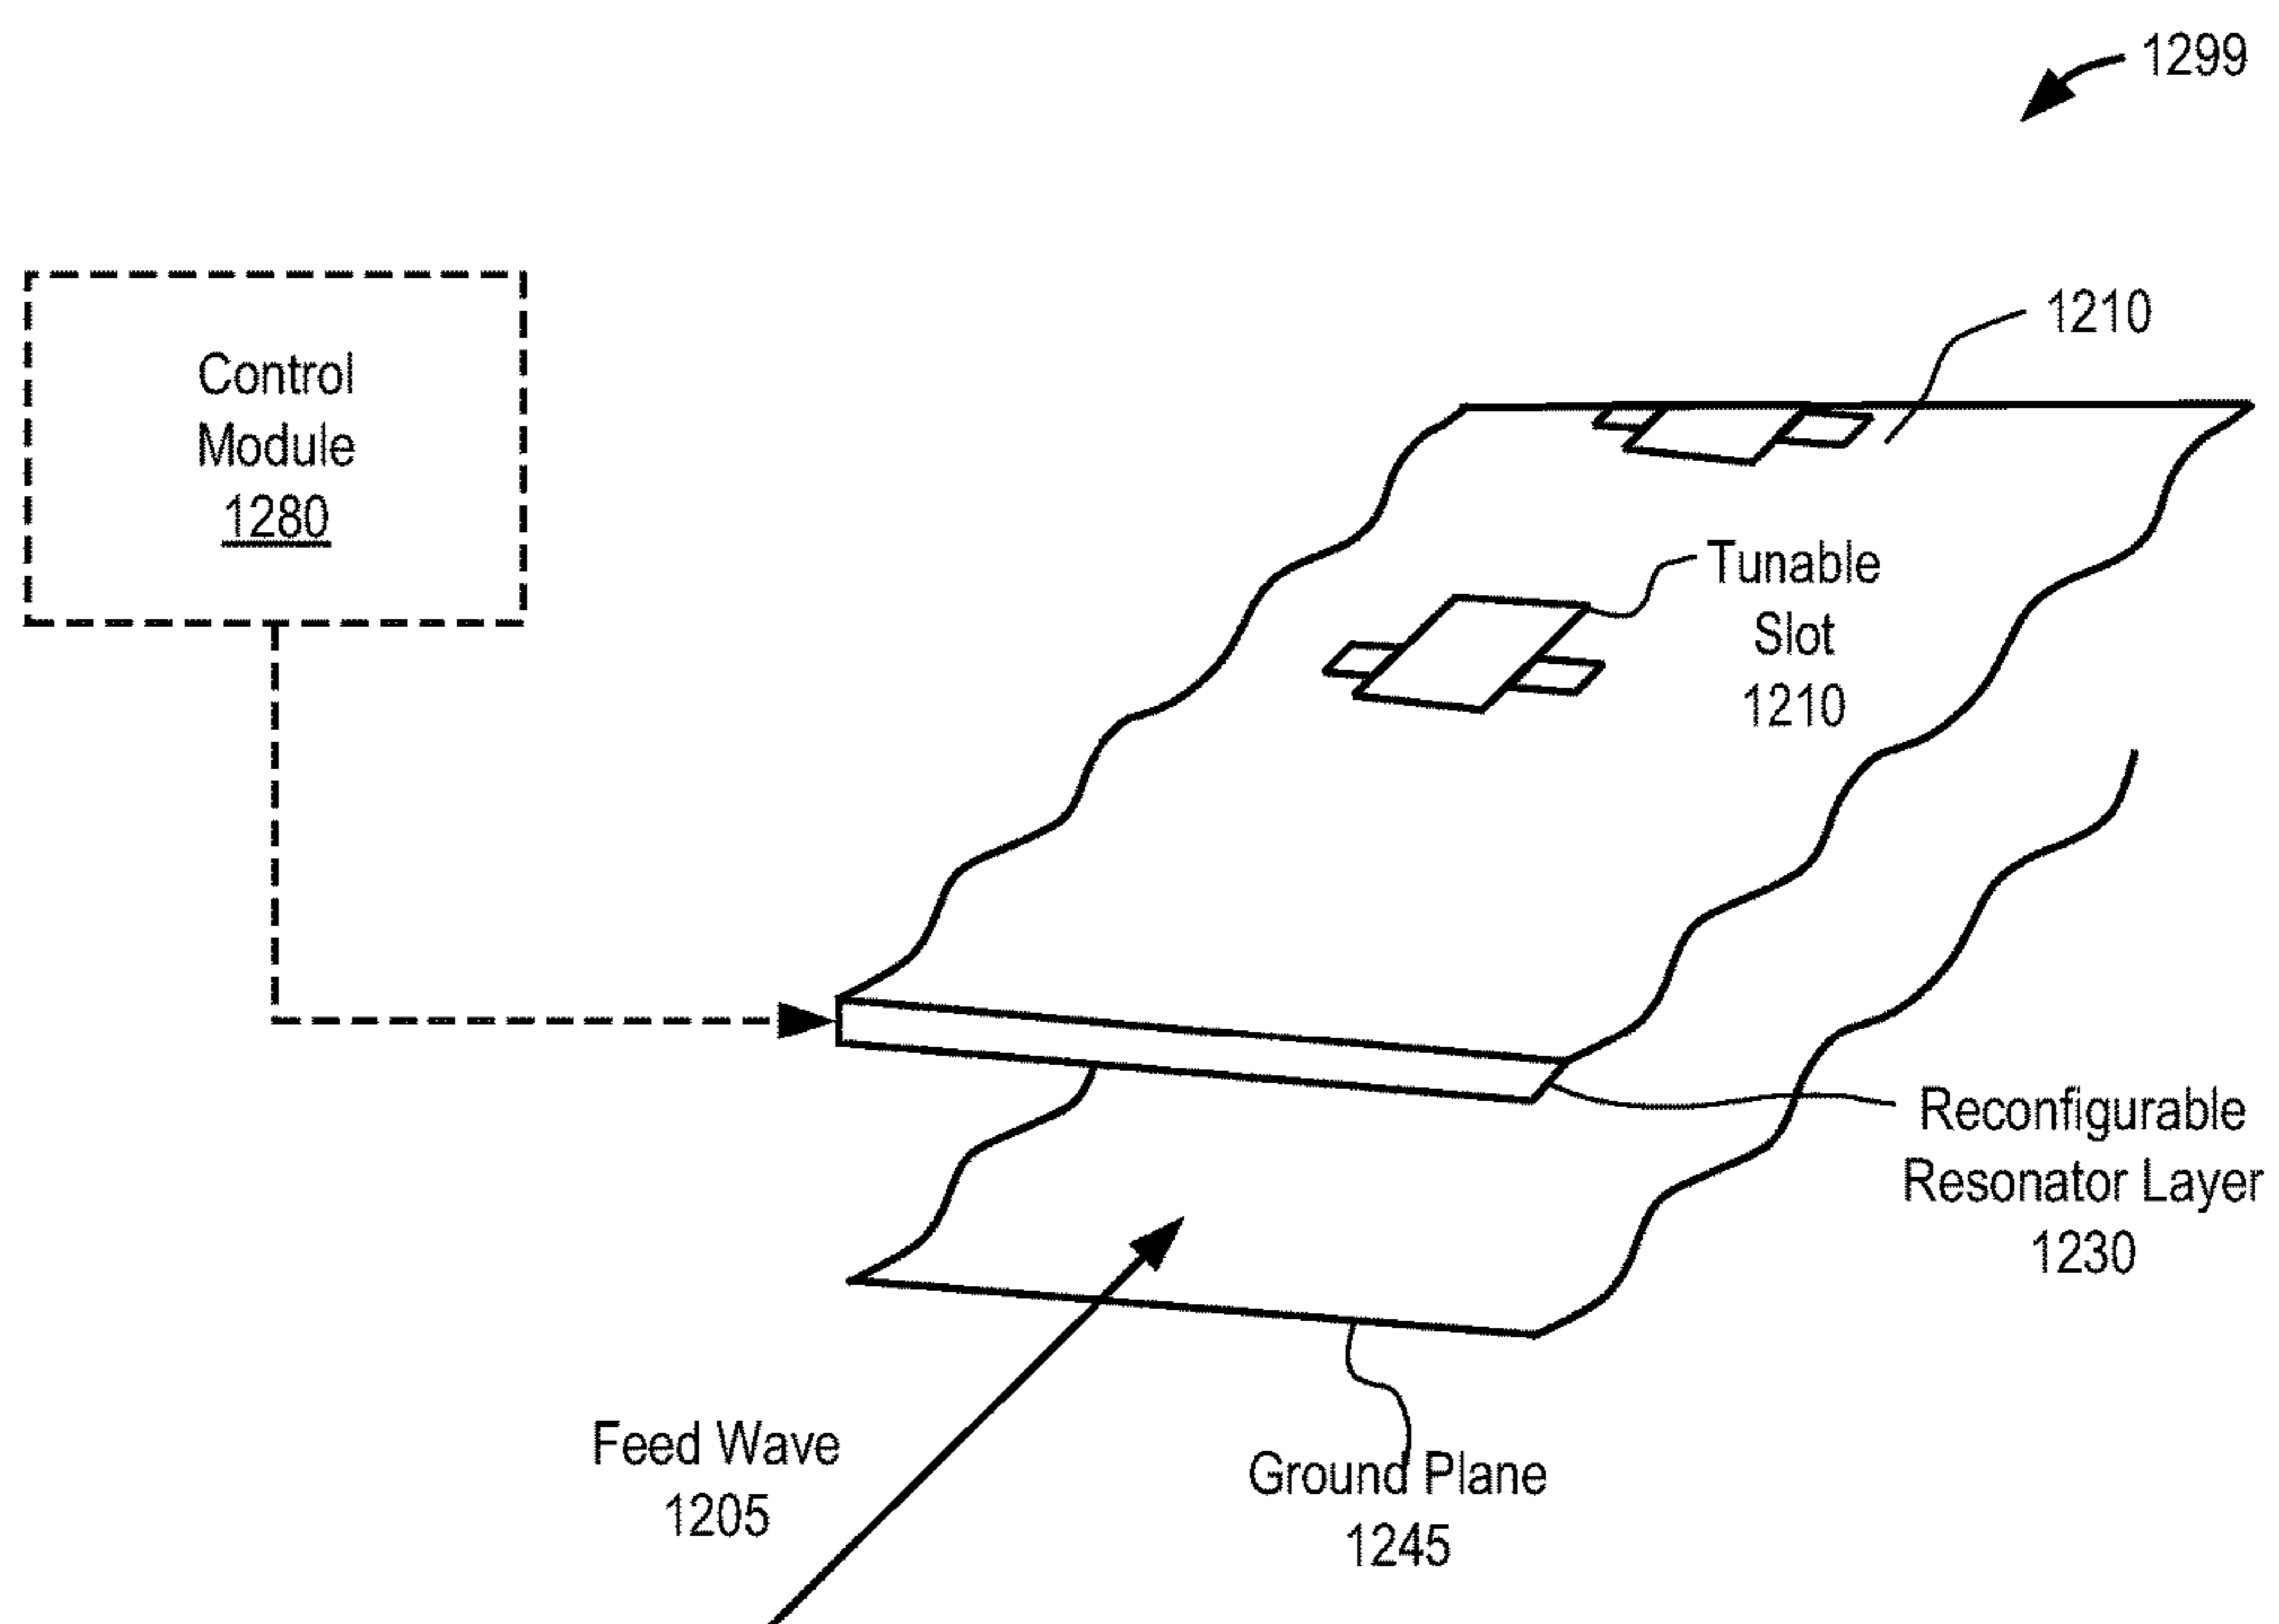 1299
1210
Control
Module
1280
Tunable
Slot
1210
Reconfigurable
Resonator Layer
1230
Feed Wave
1205
Ground Plane
1245